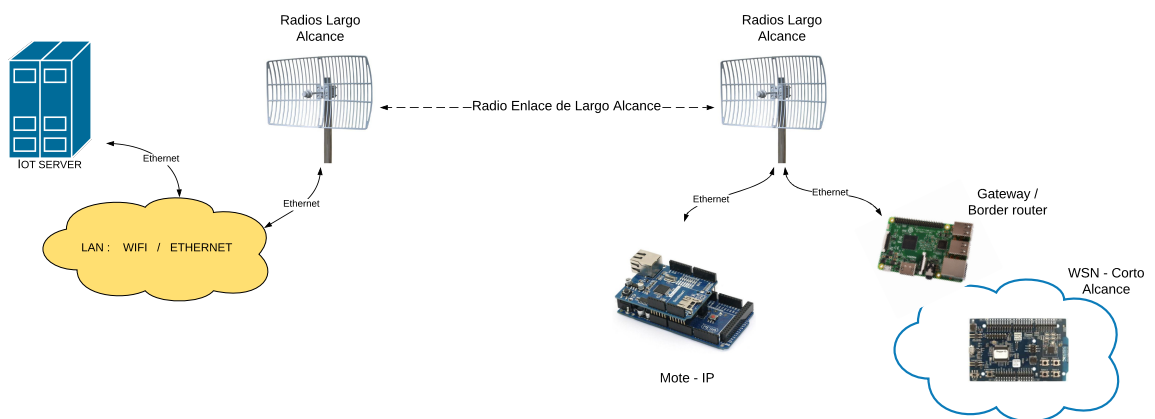 Radios Largo
Alcance
Radios Largo
Alcance
Radio Enlace de Largo Alcance
IOT SERVER
Ethernet
Ethernet
Ethernet
Ethernet
LAN : WIFI / ETHERNET
Gateway /
Border router
WSN - Corto
Alcance
Mote - IP